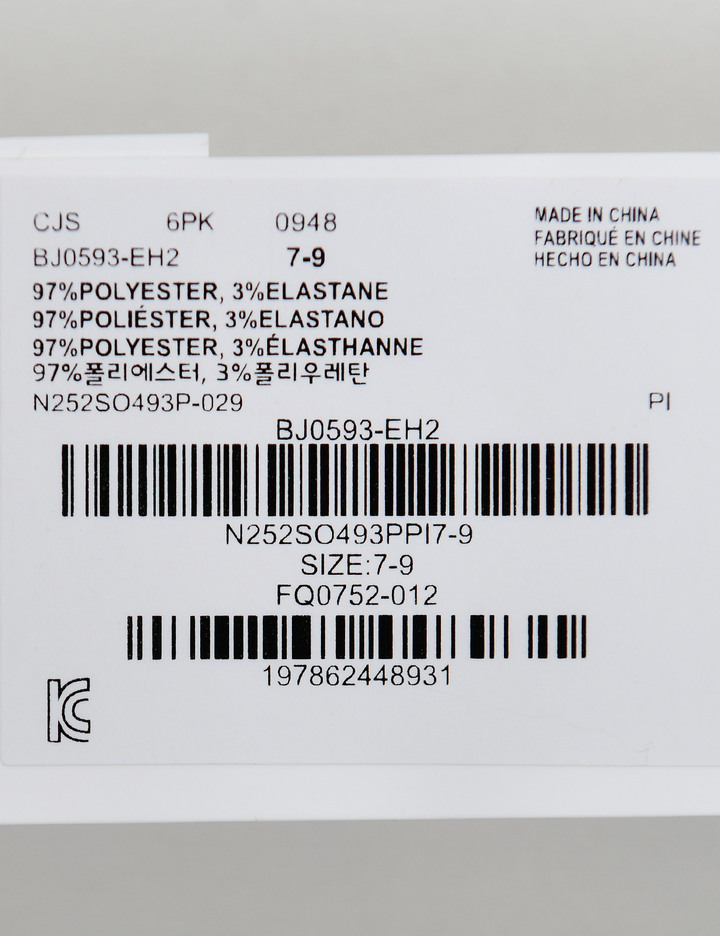 CJS 6PK 0948
BJ0593-EH2 7-9
MADE IN CHINA
FABRIQUÉ EN CHINE
HECHO EN CHINA
97%POLYESTER, 3%ELASTANE
97%POLIÉSTER, 3%ELASTANO
97%POLYESTER, 3%ÉLASTHANNE
97%폴리에스터, 3%폴리우레탄
N252SO493P-029 PI
BJ0593-EH2
N252SO493PPI7-9
SIZE:7-9
FQ0752-012
197862448931
KC